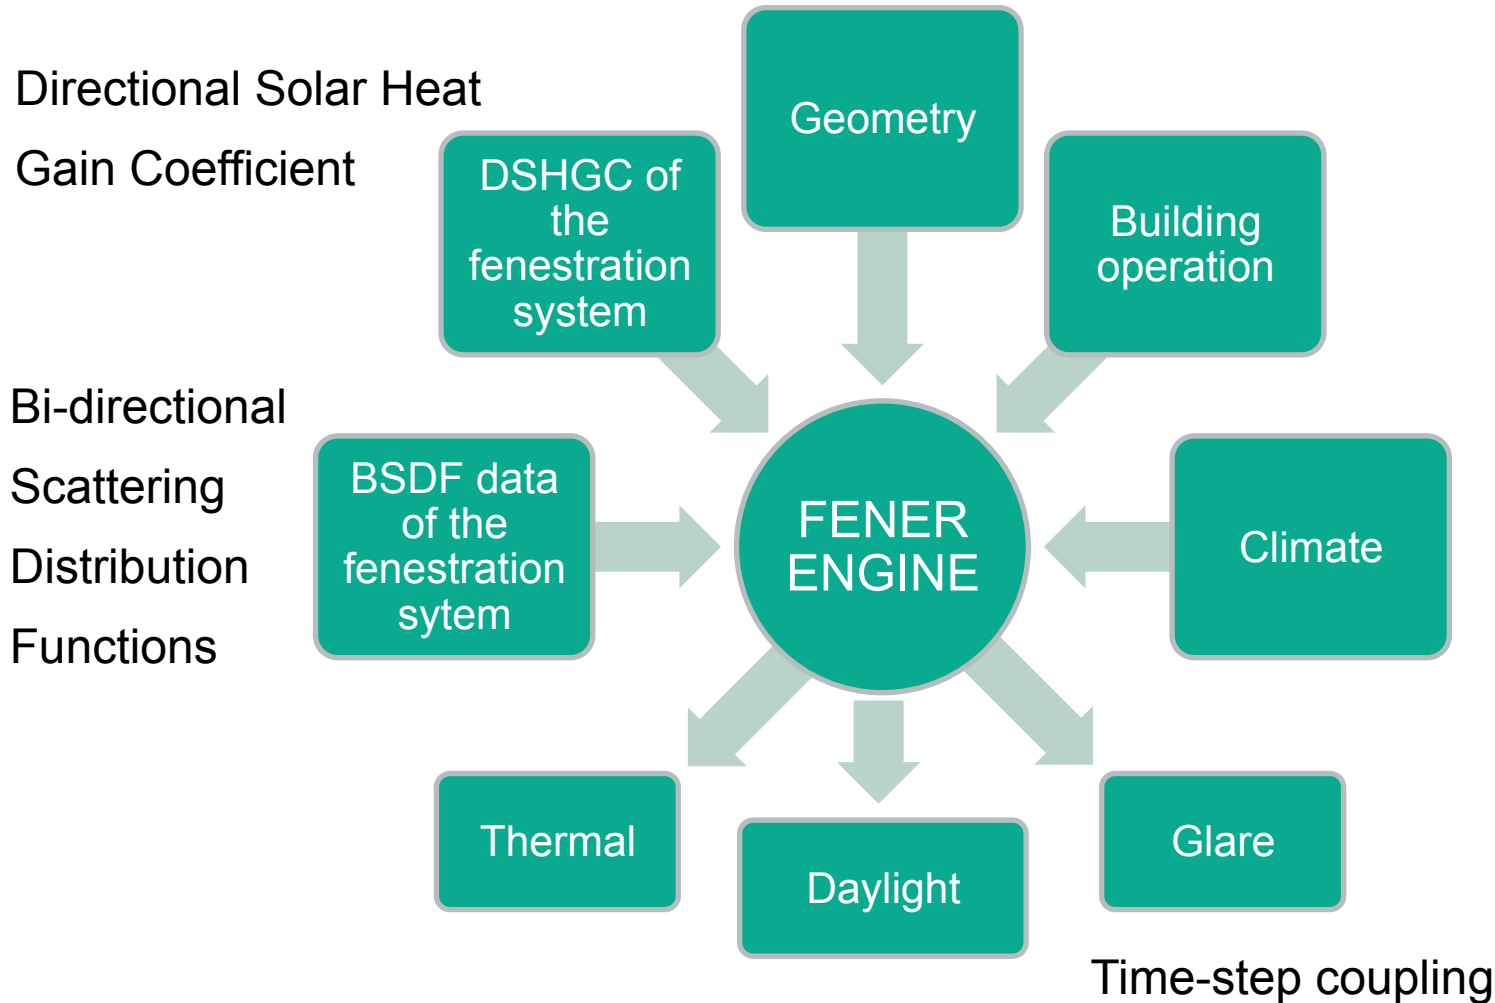 Directional Solar Heat
Gain Coefficient
DSHGC of
the
fenestration
system
Geometry
Building
operation
Bi-directional
Scattering
Distribution
Functions
BSDF data
of the
fenestration
sytem
FENER
ENGINE
Climate
Thermal
Daylight
Glare
Time-step coupling